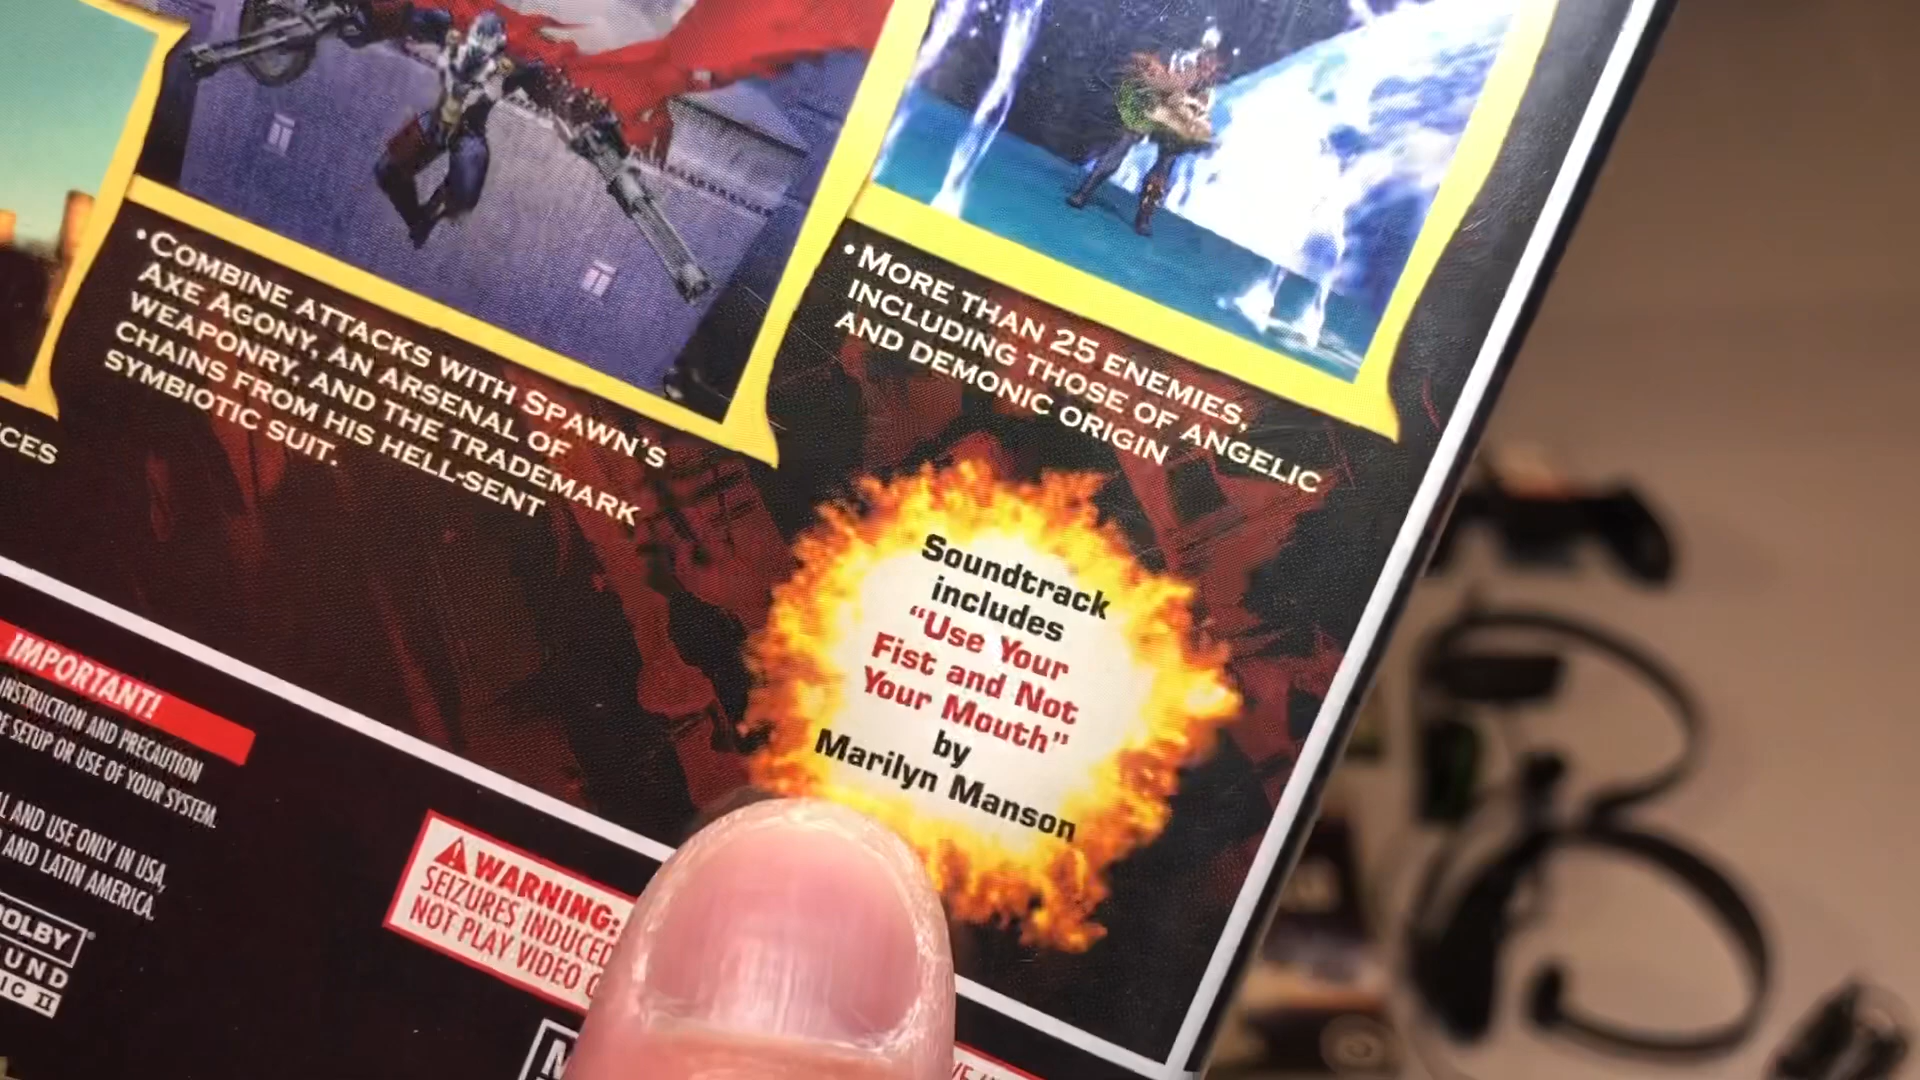 • COMBINE ATTACKS WITH SPAWN'S
AXE AGONY, AN ARSENAL OF
WEAPONRY, AND THE TRADEMARK
CHAINS FROM HIS HELL-SENT
SYMBIOTIC SUIT.
• MORE THAN 25 ENEMIES,
INCLUDING THOSE OF ANGELIC
AND DEMONIC ORIGIN
Soundtrack
includes
“Use Your
Fist and Not
Your Mouth”
by
Marilyn Manson
IMPORTANT!
INSTRUCTION AND PRECAUTION
SETUP OR USE OF YOUR SYSTEM.
AND USE ONLY IN USA,
AND LATIN AMERICA.
DOLBY
II
WARNING:
SEIZURES INDUCED
NOT PLAY VIDEO